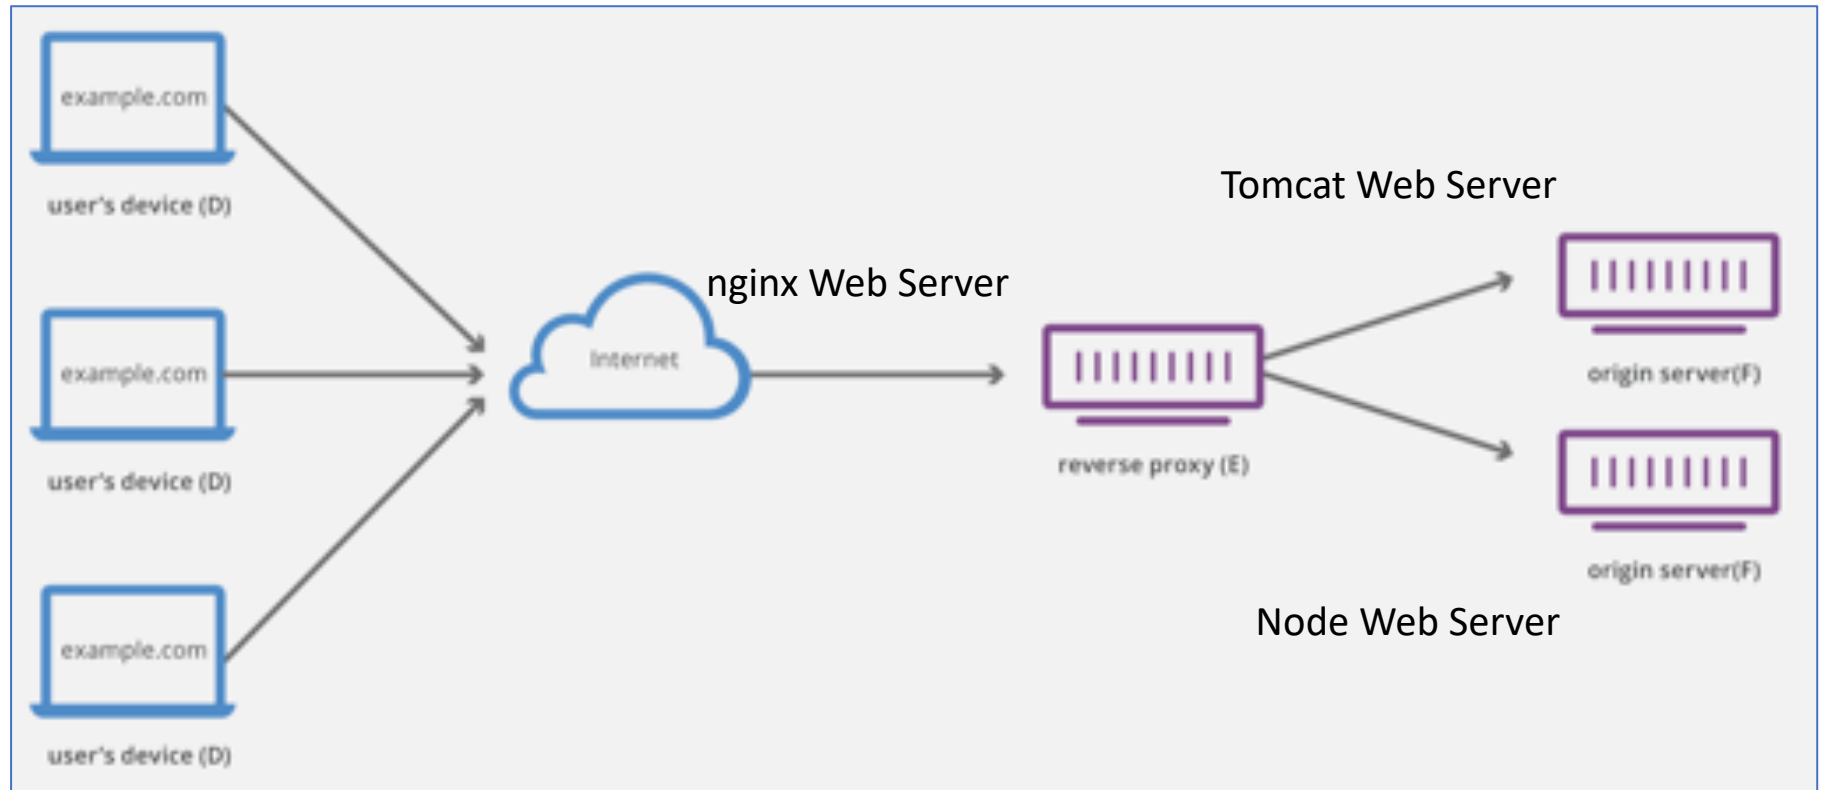 example.com
user's device (D)
example.com
user's device (D)
example.com
user's device (D)
Internet
nginx Web Server
reverse proxy (E)
Tomcat Web Server
origin server(F)
origin server(F)
Node Web Server